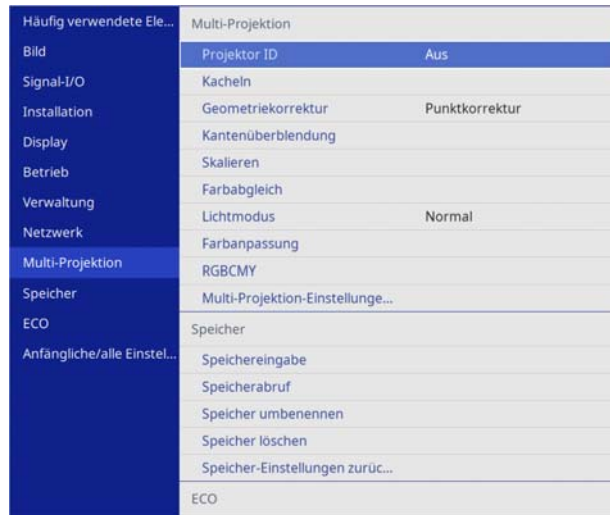 Häufig verwendete Ele...
Bild
Signal-I/O
Installation
Display
Betrieb
Verwaltung
Netzwerk
Multi-Projektion
Speicher
ECO
Anfängliche/alle Einstel...
Multi-Projektion
Projektor ID Aus
Kacheln
Geometriekorrektur Punktkorrektur
Kantenüberblendung
Skalieren
Farbabgleich
Lichtmodus Normal
Farbanpassung
RGBCMY
Multi-Projektion-Einstellunge...
Speicher
Speichereingabe
Speicherabruf
Speicher umbenennen
Speicher löschen
Speicher-Einstellungen zurüc...
ECO